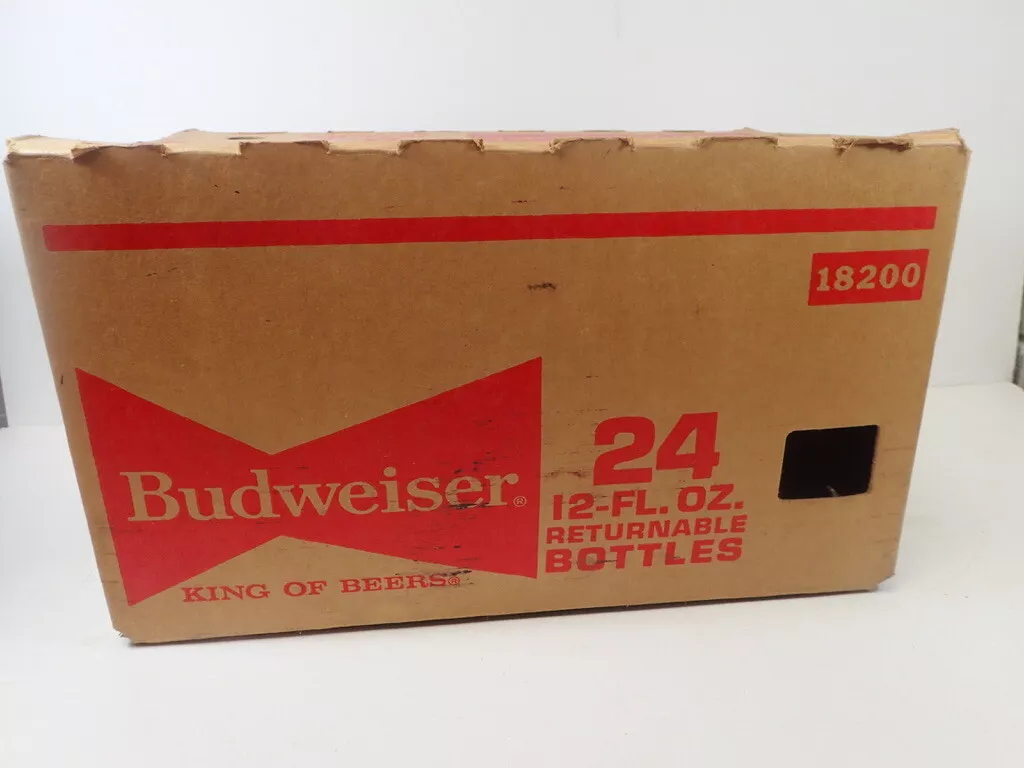 18200
Budweiser®
KING OF BEERS®
24
12-FL. OZ.
RETURNABLE
BOTTLES